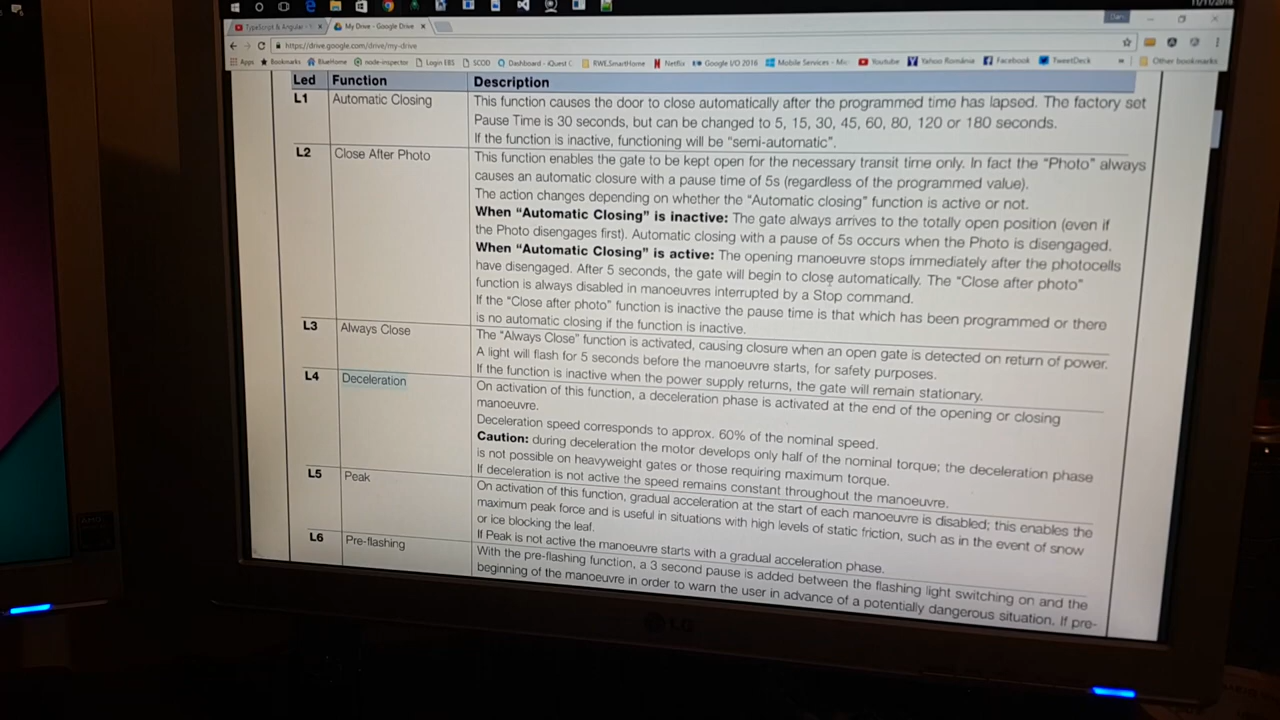 TypeScript & Angular
My Drive - Google Drive
https://drive.google.com/drive/my-drive
Apps Bookmarks BlueHome node-inspector Login EBS SCOD Dashboard - iQuest C RWE.SmartHome Netflix Google I/O 2016 Mobile Services - Mic Youtube Yahoo România Facebook TweetDeck » Other bookmarks
Led Function Description
L1 Automatic Closing This function causes the door to close automatically after the programmed time has lapsed. The factory set
Pause Time is 30 seconds, but can be changed to 5, 15, 30, 45, 60, 80, 120 or 180 seconds.
If the function is inactive, functioning will be "semi-automatic".
L2 Close After Photo This function enables the gate to be kept open for the necessary transit time only. In fact the "Photo" always
causes an automatic closure with a pause time of 5s (regardless of the programmed value).
The action changes depending on whether the "Automatic closing" function is active or not.
When "Automatic Closing" is inactive: The gate always arrives to the totally open position (even if
the Photo disengages first). Automatic closing with a pause of 5s occurs when the Photo is disengaged.
When "Automatic Closing" is active: The opening manoeuvre stops immediately after the photocells
have disengaged. After 5 seconds, the gate will begin to close automatically. The "Close after photo"
function is always disabled in manoeuvres interrupted by a Stop command.
If the "Close after photo" function is inactive the pause time is that which has been programmed or there
is no automatic closing if the function is inactive.
L3 Always Close The "Always Close" function is activated, causing closure when an open gate is detected on return of power.
A light will flash for 5 seconds before the manoeuvre starts, for safety purposes.
If the function is inactive when the power supply returns, the gate will remain stationary.
L4 Deceleration On activation of this function, a deceleration phase is activated at the end of the opening or closing
manoeuvre.
Deceleration speed corresponds to approx. 60% of the nominal speed.
Caution: during deceleration the motor develops only half of the nominal torque; the deceleration phase
is not possible on heavyweight gates or those requiring maximum torque.
If deceleration is not active the speed remains constant throughout the manoeuvre.
L5 Peak On activation of this function, gradual acceleration at the start of each manoeuvre is disabled; this enables the
maximum peak force and is useful in situations with high levels of static friction, such as in the event of snow
or ice blocking the leaf.
If Peak is not active the manoeuvre starts with a gradual acceleration phase.
L6 Pre-flashing With the pre-flashing function, a 3 second pause is added between the flashing light switching on and the
beginning of the manoeuvre in order to warn the user in advance of a potentially dangerous situation. If pre-
LG